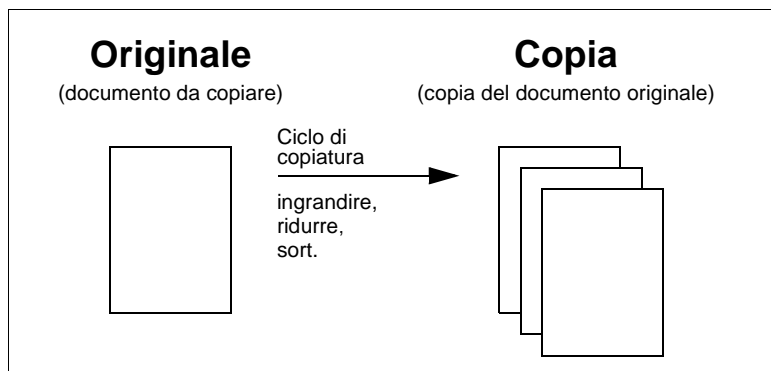 Originale
(documento da copiare)
Copia
(copia del documento originale)
Ciclo di
copiatura
ingrandire,
ridurre,
sort.